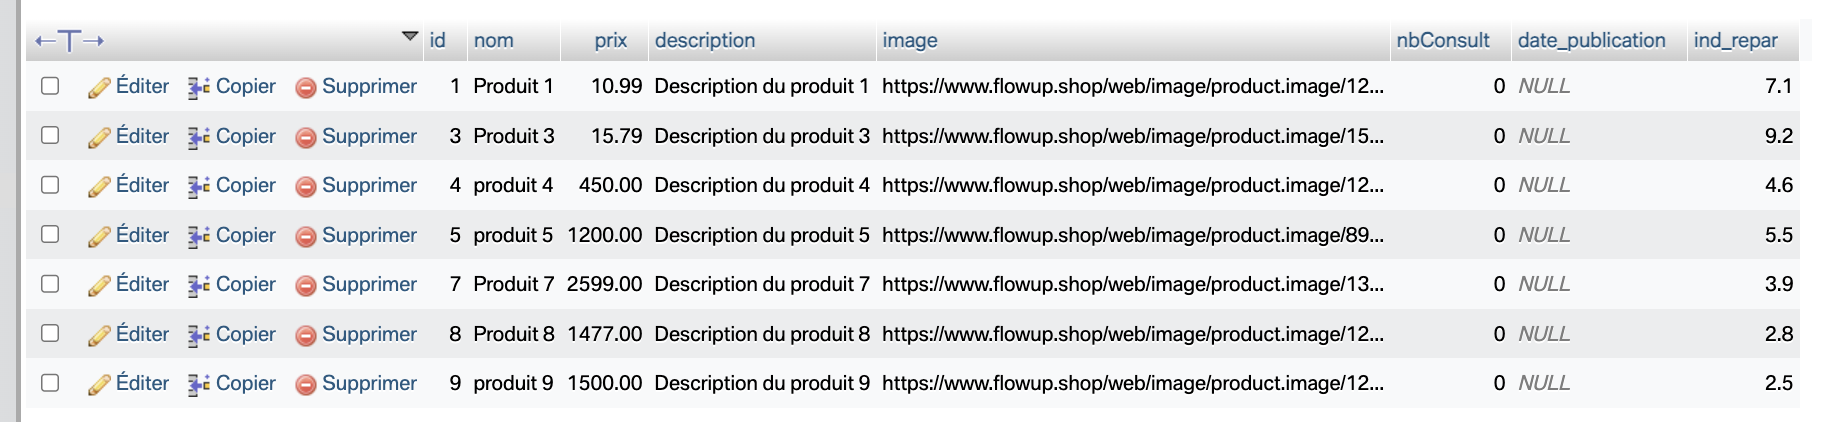 ←T→ id nom prix description image nbConsult date_publication ind_repar
Éditer Copier Supprimer 1 Produit 1 10.99 Description du produit 1 https://www.flowup.shop/web/image/product.image/12... 0 NULL 7.1
Éditer Copier Supprimer 3 Produit 3 15.79 Description du produit 3 https://www.flowup.shop/web/image/product.image/15... 0 NULL 9.2
Éditer Copier Supprimer 4 produit 4 450.00 Description du produit 4 https://www.flowup.shop/web/image/product.image/12... 0 NULL 4.6
Éditer Copier Supprimer 5 produit 5 1200.00 Description du produit 5 https://www.flowup.shop/web/image/product.image/89... 0 NULL 5.5
Éditer Copier Supprimer 7 Produit 7 2599.00 Description du produit 7 https://www.flowup.shop/web/image/product.image/13... 0 NULL 3.9
Éditer Copier Supprimer 8 Produit 8 1477.00 Description du produit 8 https://www.flowup.shop/web/image/product.image/12... 0 NULL 2.8
Éditer Copier Supprimer 9 produit 9 1500.00 Description du produit 9 https://www.flowup.shop/web/image/product.image/12... 0 NULL 2.5